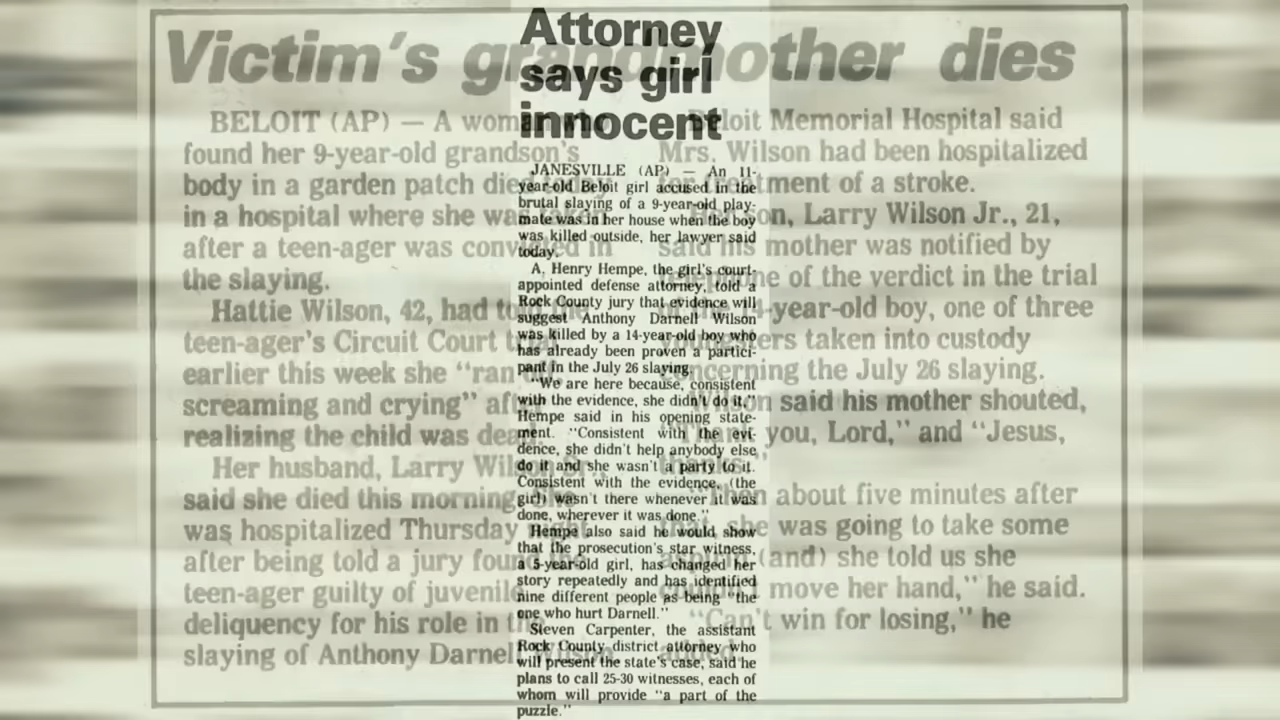 Attorney
says girl
innocent
JANESVILLE (AP) — An 11-
year-old Beloit girl accused in the
brutal slaying of a 9-year-old play-
mate was in her house when the boy
was killed outside, her lawyer said
today.
A. Henry Hempe, the girl's court-
appointed defense attorney, told a
Rock County jury that evidence will
suggest Anthony Darnell Wilson
was killed by a 14-year-old boy who
has already been proven a partici-
pant in the July 26 slaying.
"We are here because, consistent
with the evidence, she didn't do it,"
Hempe said in his opening state-
ment. "Consistent with the evi-
dence, she didn't help anybody else
do it and she wasn't a party to it.
Consistent with the evidence, (the
girl) wasn't there whenever it was
done, wherever it was done."
Hempe also said he would show
that the prosecution's star witness,
a 5-year-old girl, has changed her
story repeatedly and has identified
nine different people as being "the
one who hurt Darnell."
Steven Carpenter, the assistant
Rock County district attorney who
will present the state's case, said he
plans to call 25-30 witnesses, each of
whom will provide "a part of the
puzzle."
Victim's grandmother dies
BELOIT (AP) — A
found her 9-year-old grandson's
body in a garden patch died
in a hospital where she was
after a teen-ager was convicted in
the slaying.
Hattie Wilson, 42, had
teen-ager's Circuit Court
earlier this week she "ran
screaming and crying"
realizing the child was dead.
Her husband, Larry Wilson
said she died this morning.
was hospitalized Thursday
after being told a jury found
teen-ager guilty of juvenile
deliquency for his role in the
slaying of Anthony Darnell Wilson
Beloit Memorial Hospital said
Mrs. Wilson had been hospitalized
for treatment of a stroke.
Larry Wilson Jr., 21,
said his mother was notified by
telephone of the verdict in the trial
14-year-old boy, one of three
youngsters taken into custody
concerning the July 26 slaying.
Wilson said his mother shouted,
"Thank you, Lord," and "Jesus,
thanks."
"Then about five minutes after
that, she was going to take some
aspirin (and) she told us she
couldn't move her hand," he said.
"Can't win for losing," he
added.